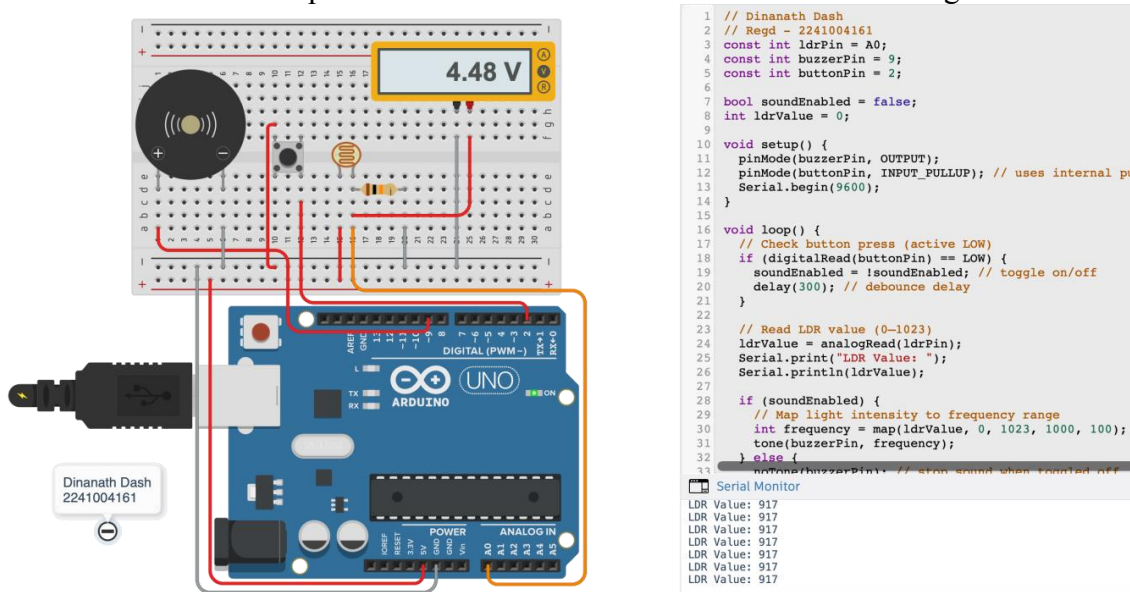 4.48 V
A
V
R
Dinanath Dash
2241004161
AREF
GND
13
12
~11
~10
~9
8
7
~6
~5
4
~3
2
TX→1
RX←0
DIGITAL (PWM~)
L
TX
RX
ARDUINO
UNO
ON
POWER
ANALOG IN
IOREF
RESET
3.3V
5V
GND
GND
Vin
A0
A1
A2
A3
A4
A5
1 // Dinanath Dash
2 // Regd - 2241004161
3 const int ldrPin = A0;
4 const int buzzerPin = 9;
5 const int buttonPin = 2;
6
7 bool soundEnabled = false;
8 int ldrValue = 0;
9
10 void setup() {
11 pinMode(buzzerPin, OUTPUT);
12 pinMode(buttonPin, INPUT_PULLUP); // uses internal pu
13 Serial.begin(9600);
14 }
15
16 void loop() {
17 // Check button press (active LOW)
18 if (digitalRead(buttonPin) == LOW) {
19 soundEnabled = !soundEnabled; // toggle on/off
20 delay(300); // debounce delay
21 }
22
23 // Read LDR value (0–1023)
24 ldrValue = analogRead(ldrPin);
25 Serial.print("LDR Value: ");
26 Serial.println(ldrValue);
27
28 if (soundEnabled) {
29 // Map light intensity to frequency range
30 int frequency = map(ldrValue, 0, 1023, 1000, 100);
31 tone(buzzerPin, frequency);
32 } else {
33 noTone(buzzerPin); // stop sound when toggled off
Serial Monitor
LDR Value: 917
LDR Value: 917
LDR Value: 917
LDR Value: 917
LDR Value: 917
LDR Value: 917
LDR Value: 917